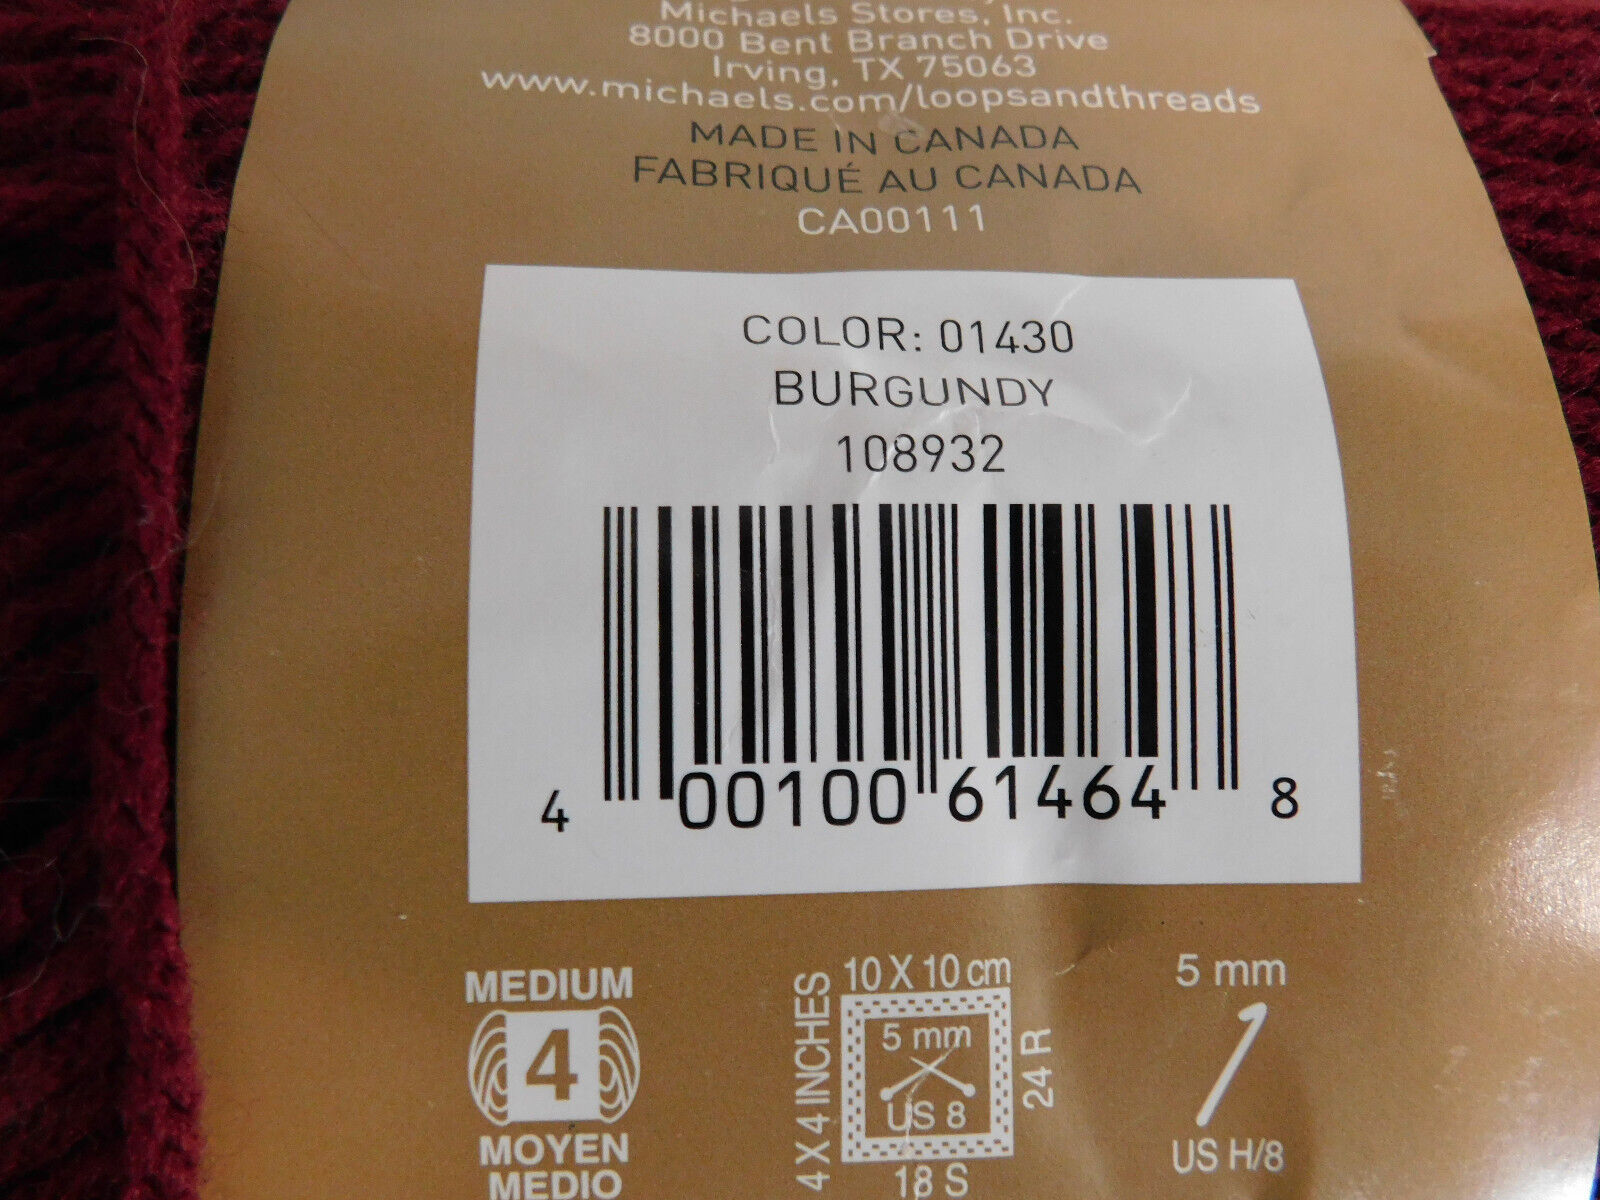 Michaels Stores, Inc.
8000 Bent Branch Drive
Irving, TX 75063
www.michaels.com/loopsandthreads
MADE IN CANADA
FABRIQUÉ AU CANADA
CA00111
COLOR: 01430
BURGUNDY
108932
4 00100 61464 8
MEDIUM
4
MOYEN
MEDIO
10 X 10 cm
4 X 4 INCHES
5 mm
US 8
24 R
18 S
5 mm
US H/8